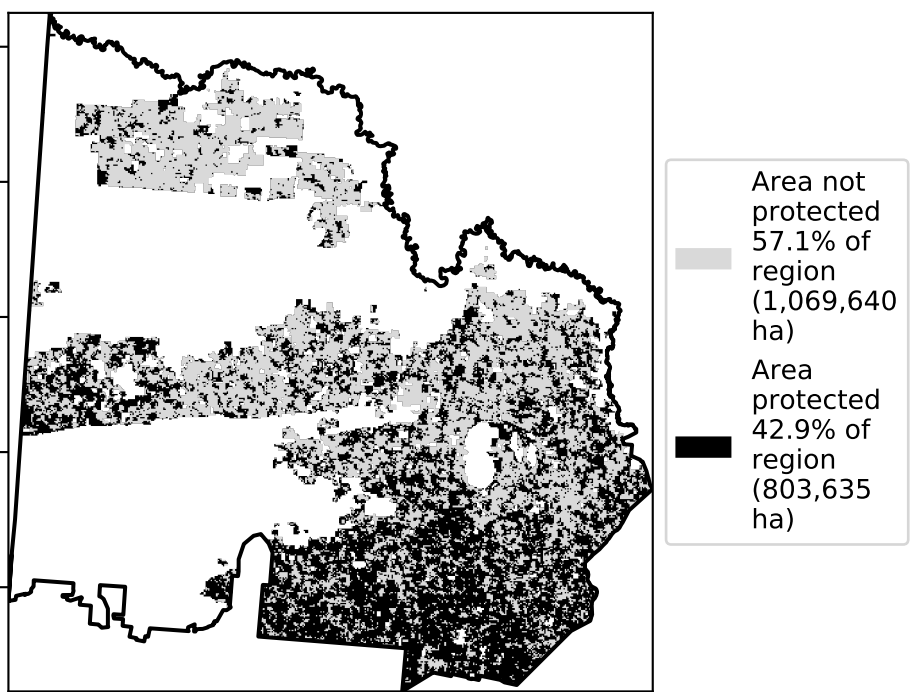 Area not
protected
57.1% of
region
(1,069,640
ha)
Area
protected
42.9% of
region
(803,635
ha)